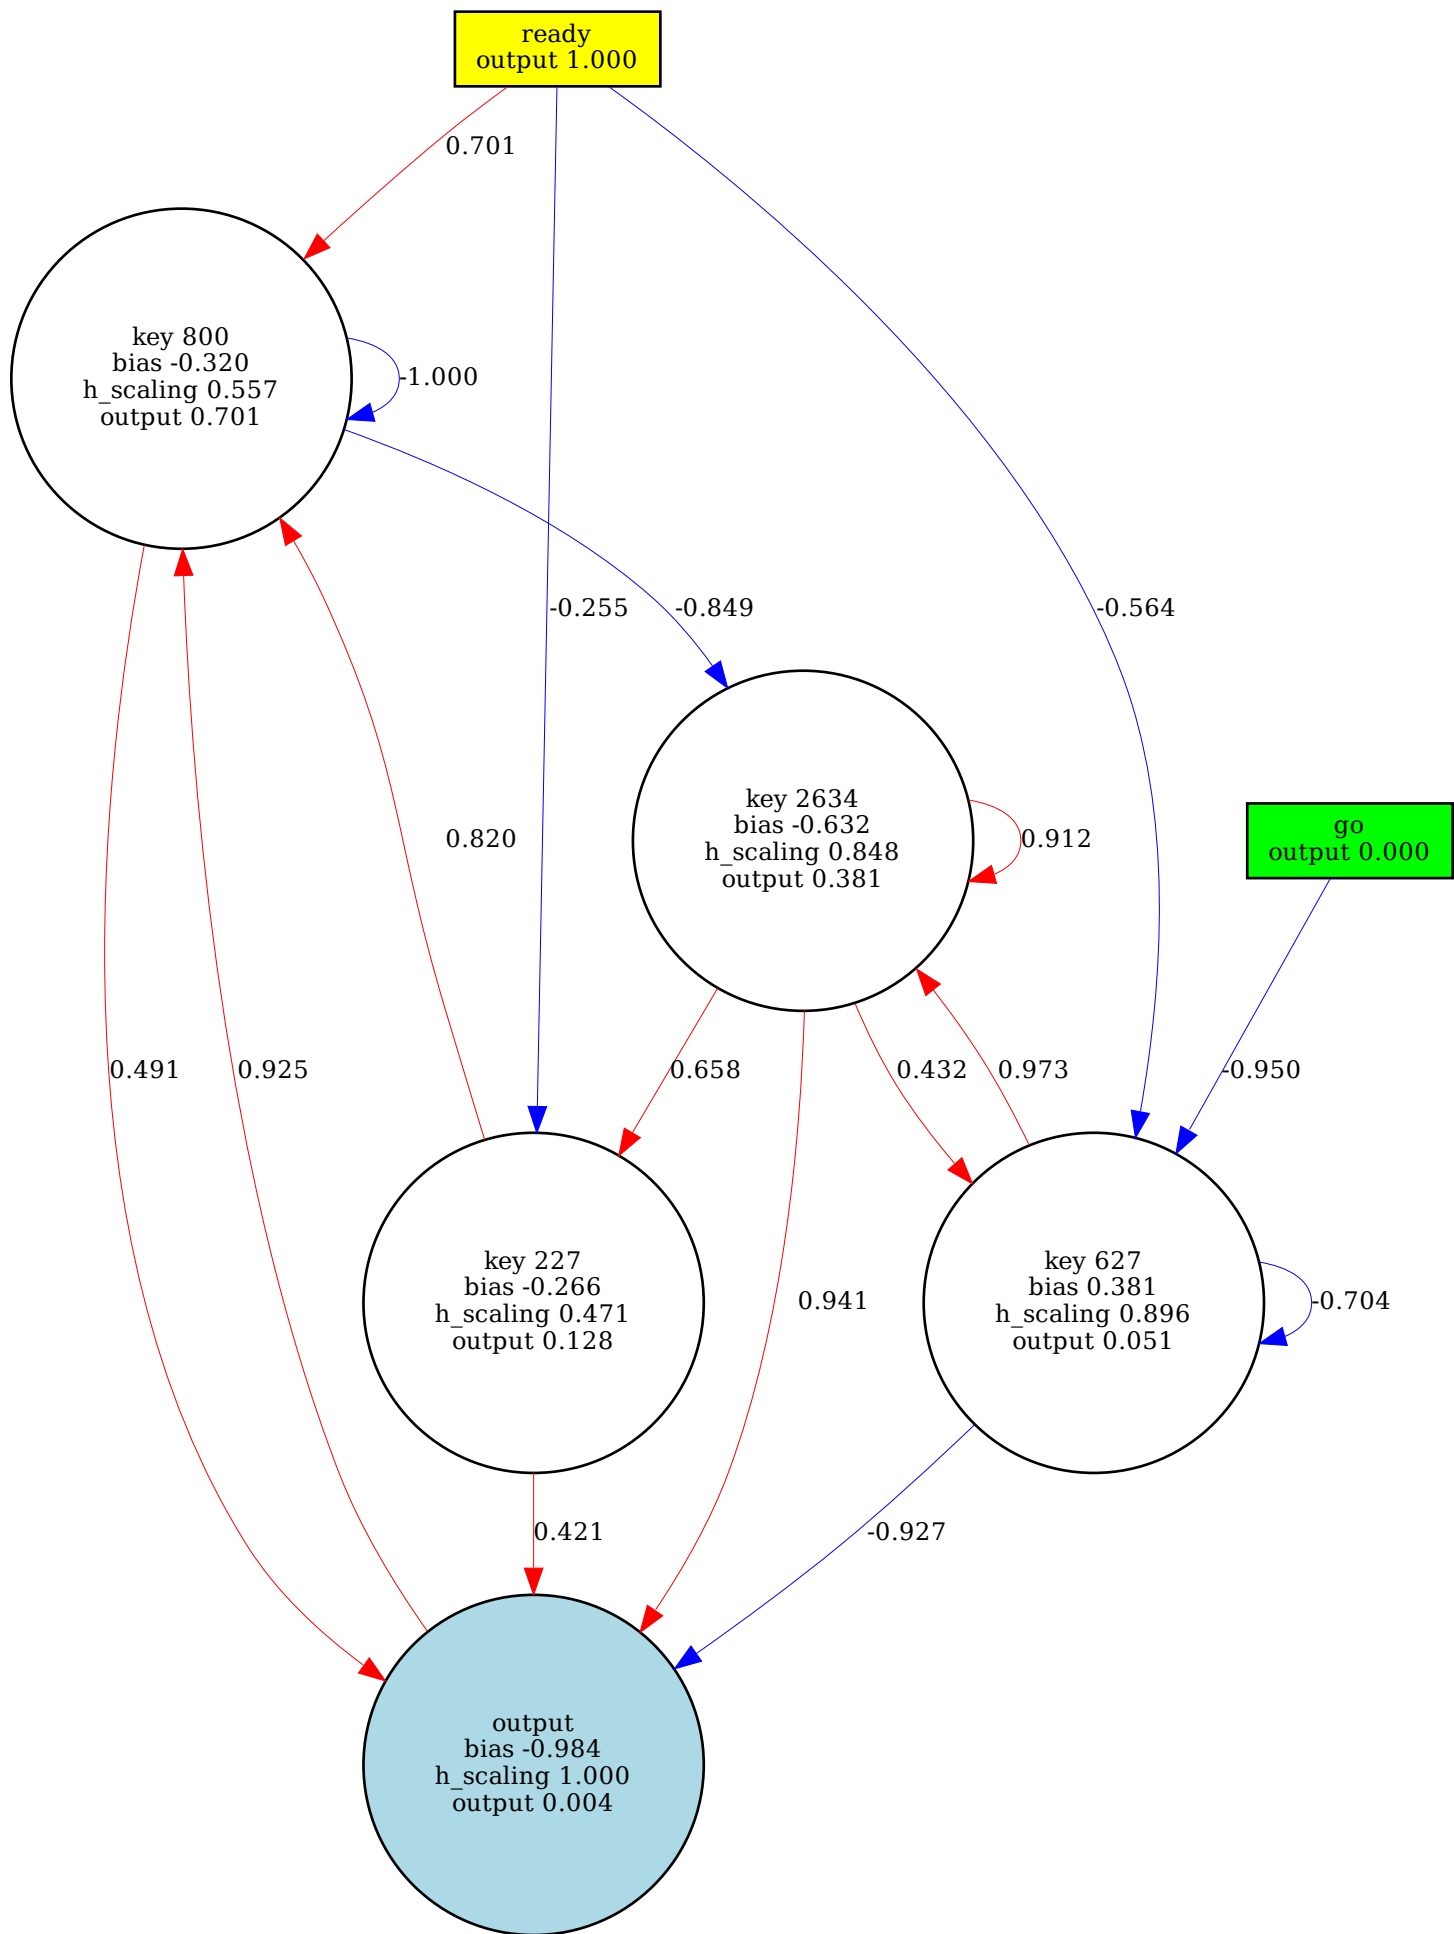 ready
output 1.000
0.701
key 800
bias -0.320
h_scaling 0.557
output 0.701
-1.000
-0.255
-0.849
-0.564
key 2634
bias -0.632
h_scaling 0.848
output 0.381
0.912
0.820
go
output 0.000
0.491
0.925
0.658
0.432
0.973
-0.950
key 227
bias -0.266
h_scaling 0.471
output 0.128
0.941
key 627
bias 0.381
h_scaling 0.896
output 0.051
-0.704
0.421
-0.927
output
bias -0.984
h_scaling 1.000
output 0.004